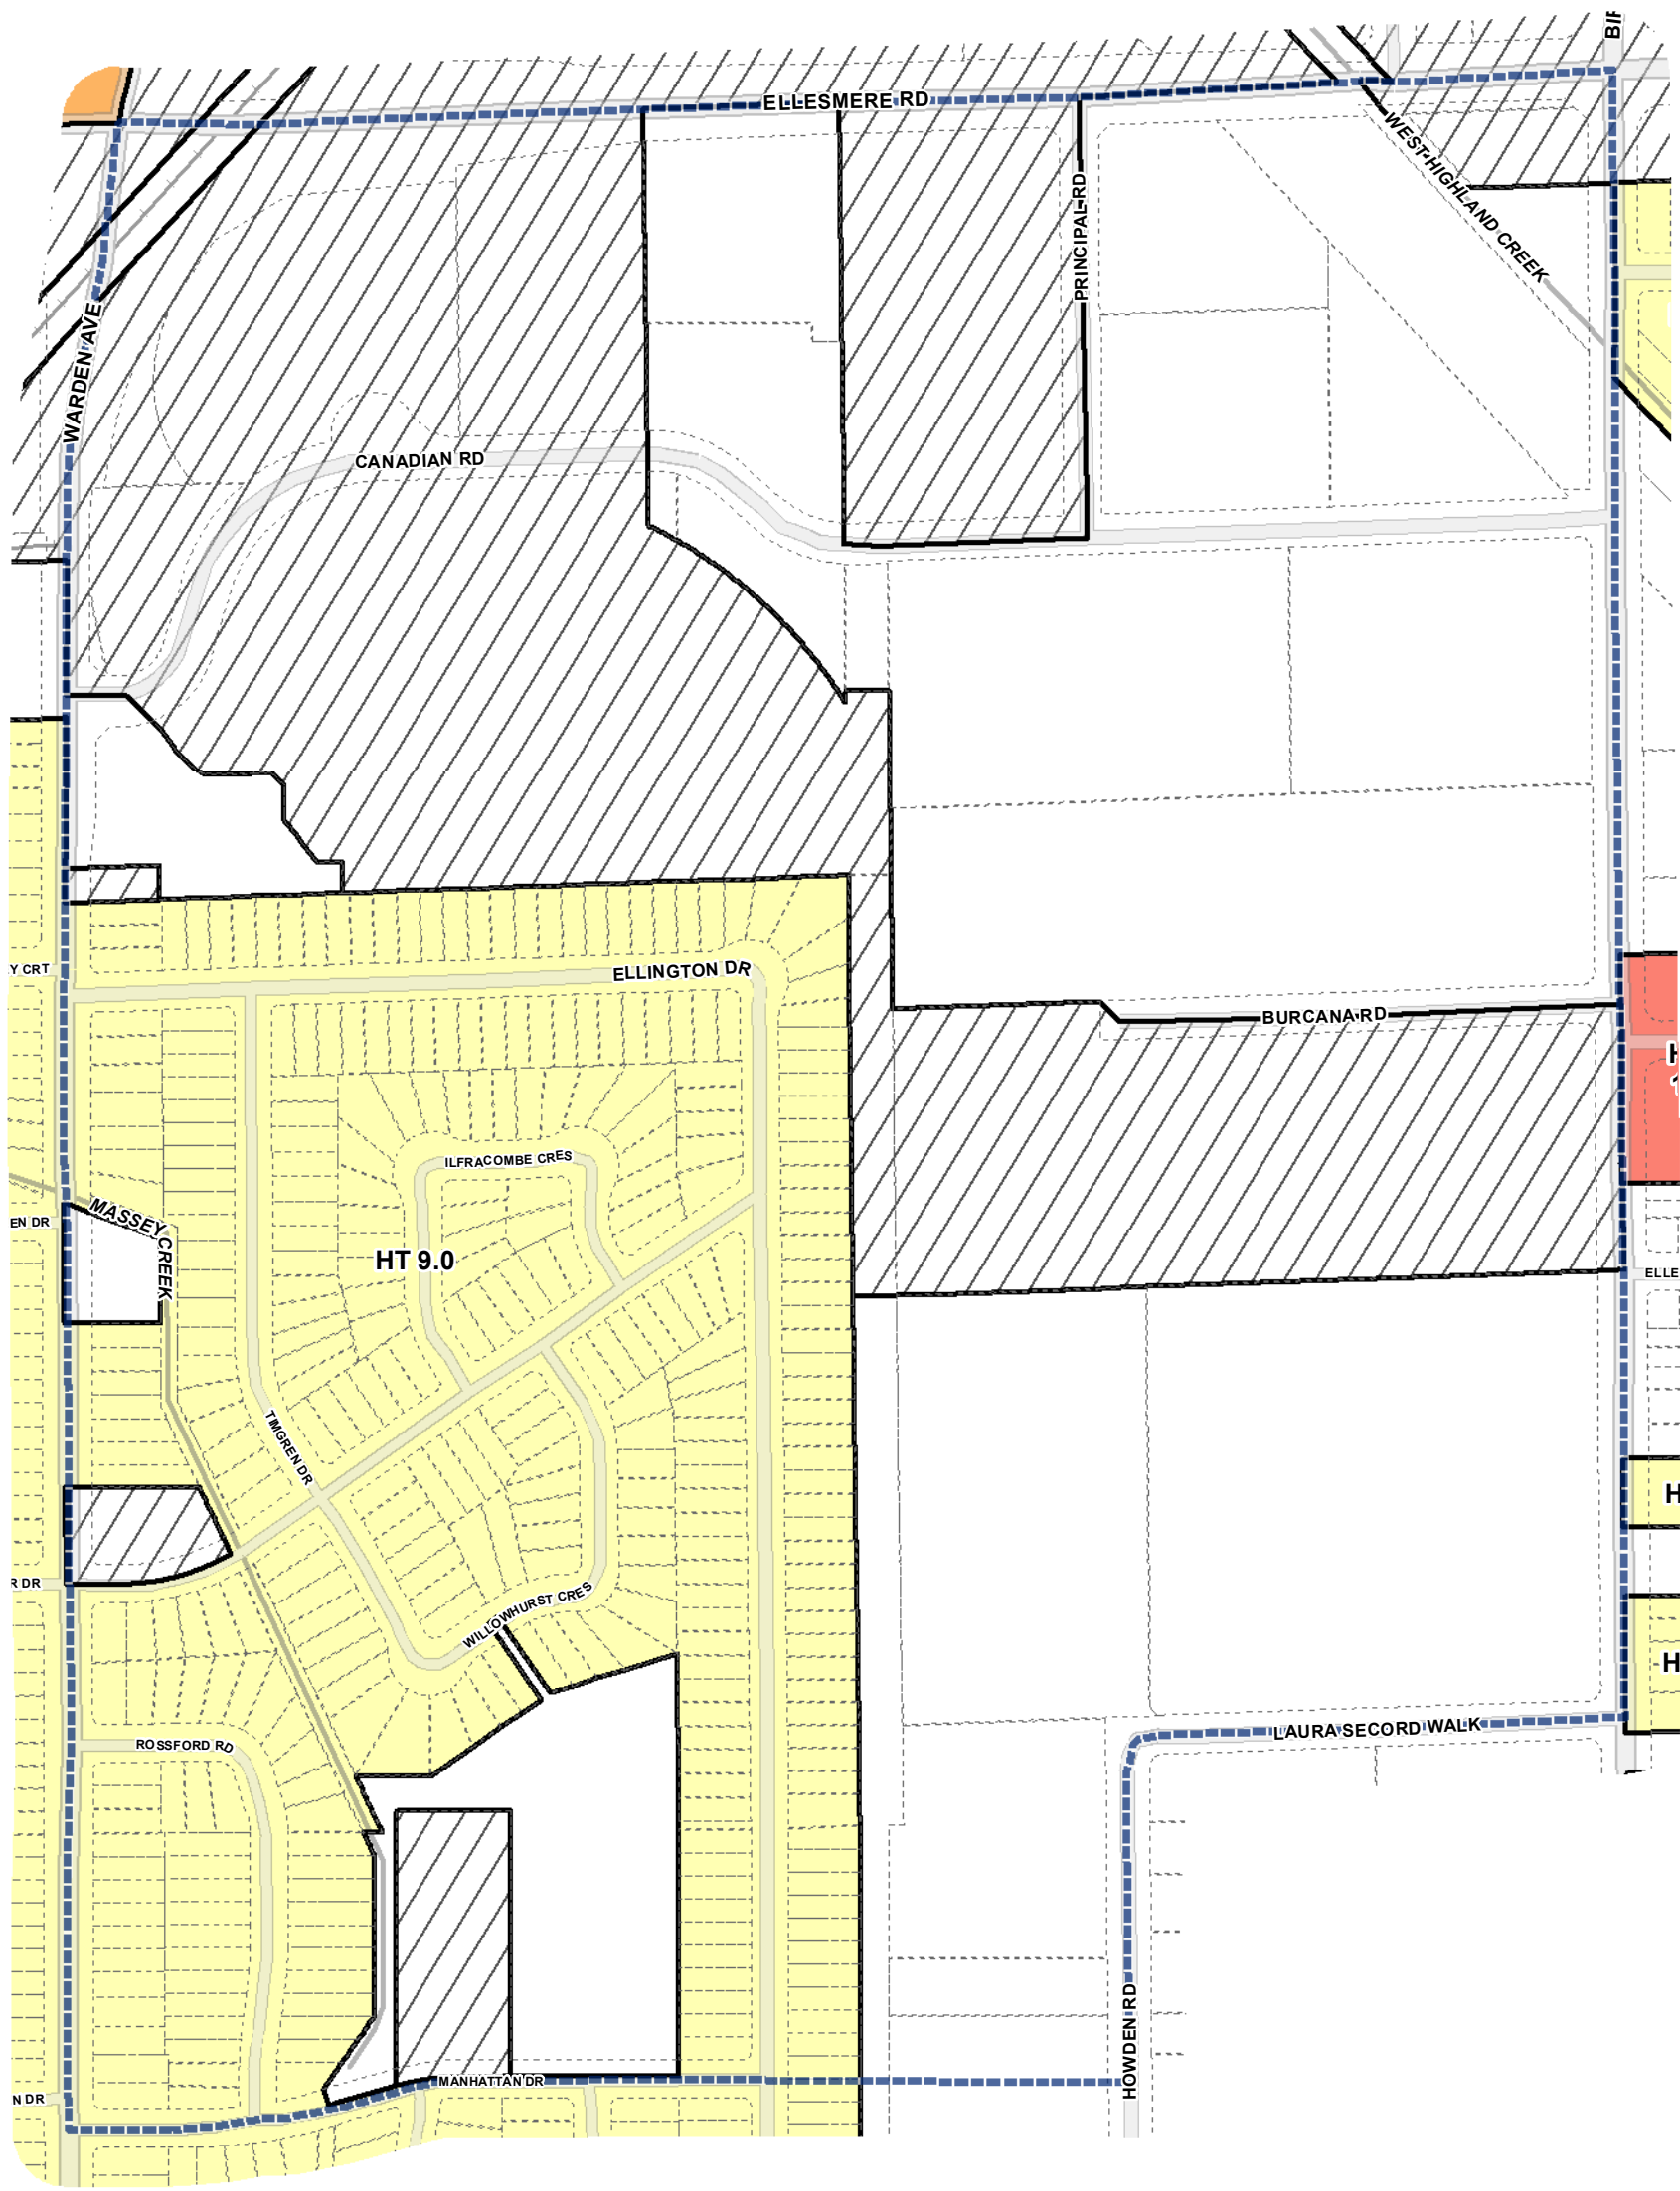 BIR
ELLESMERE RD
WEST HIGHLAND CREEK
PRINCIPAL RD
WARDEN AVE
CANADIAN RD
Y CRT
ELLINGTON DR
BURCANA RD
H
ILFRACOMBE CRES
MASSEY CREEK
EN DR
HT 9.0
ELLE
TIMGREN DR
H
R DR
WILLOWHURST CRES
H
LAURA SECORD WALK
ROSSFORD RD
HOWDEN RD
MANHATTAN DR
N DR